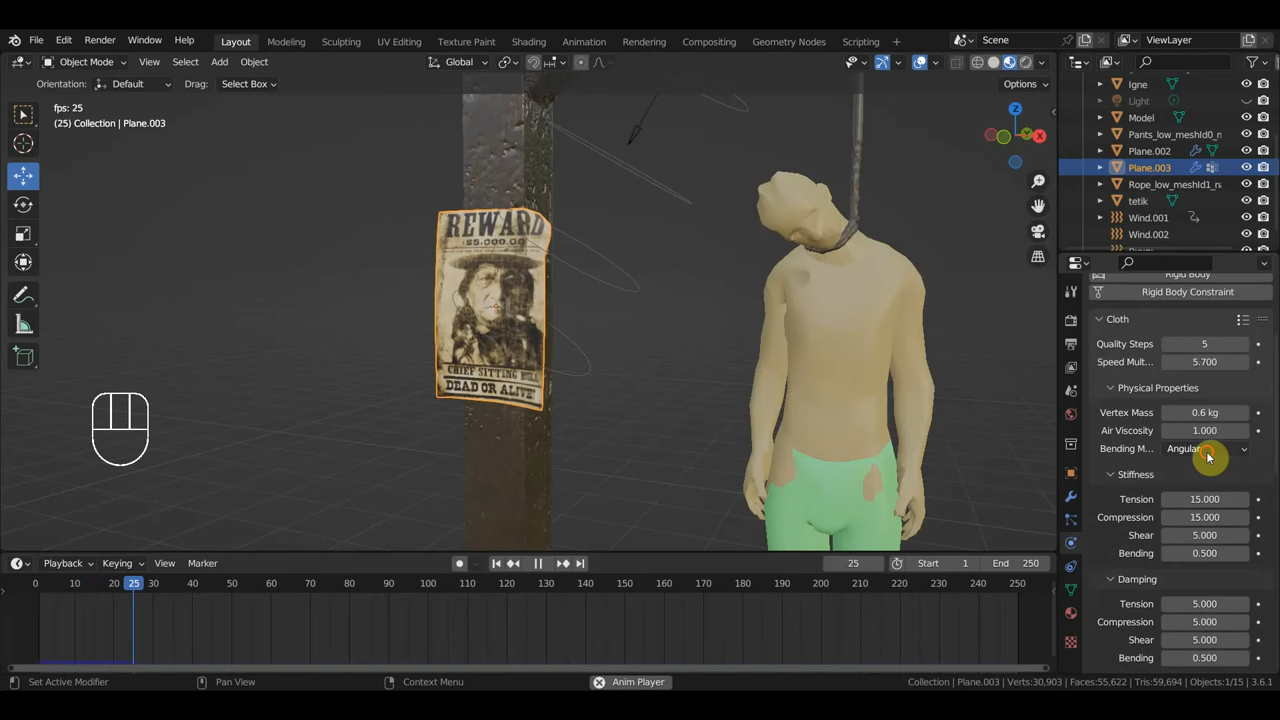 File Edit Render Window Help
Layout Modeling Sculpting UV Editing Texture Paint Shading Animation Rendering Compositing Geometry Nodes Scripting +
Scene
ViewLayer
Object Mode View Select Add Object
Global
Orientation: Default Drag: Select Box
Options
fps: 25
(25) Collection | Plane.003
Z
Y
X
REWARD
$5,000.00
CHIEF SITTING BULL
DEAD OR ALIVE!
Igne
Light
Model
Pants_low_meshId0_n
Plane.002
Plane.003
Rope_low_meshId1_na
tetik
Wind.001
Wind.002
Rigid Body
Rigid Body Constraint
Cloth
Quality Steps 5
Speed Mult... 5.700
Physical Properties
Vertex Mass 0.6 kg
Air Viscosity 1.000
Bending M... Angular
Stiffness
Tension 15.000
Compression 15.000
Shear 5.000
Bending 0.500
Damping
Tension 5.000
Compression 5.000
Shear 5.000
Bending 0.500
Playback Keying View Marker
25 Start 1 End 250
0 10 20 25 30 40 50 60 70 80 90 100 110 120 130 140 150 160 170 180 190 200 210 220 230 240 250
Set Active Modifier Pan View Context Menu Anim Player Collection | Plane.003 | Verts:30,903 | Faces:55,622 | Tris:59,694 | Objects:1/15 | 3.6.1